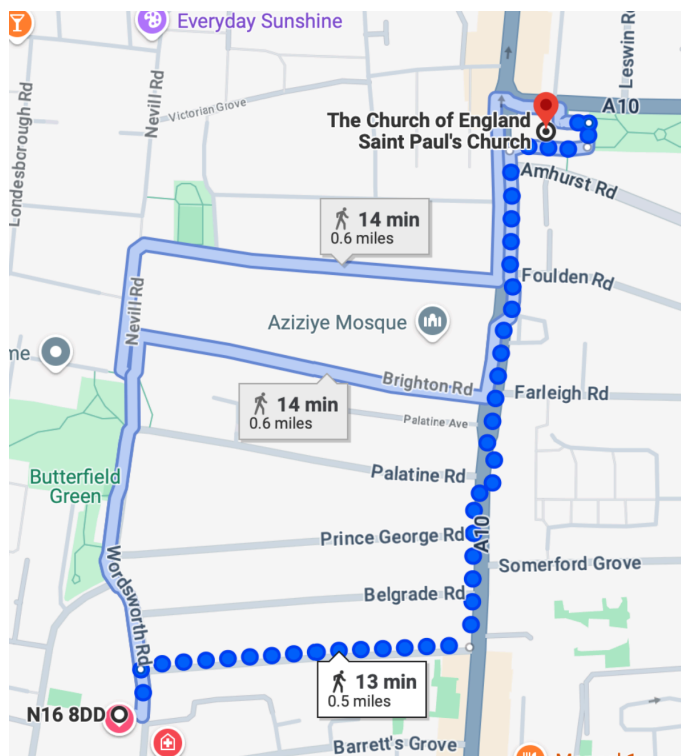 Everyday Sunshine
Leswin Rd
Londesborough Rd
Nevill Rd
Victorian Grove
A10
The Church of England
Saint Paul's Church
Amhurst Rd
14 min
0.6 miles
Foulden Rd
Nevill Rd
Aziziye Mosque
me
Brighton Rd
Farleigh Rd
14 min
0.6 miles
Palatine Ave
Butterfield
Green
Palatine Rd
A10
Prince George Rd
Somerford Grove
Wordsworth Rd
Belgrade Rd
13 min
0.5 miles
N16 8DD
Barrett's Grove